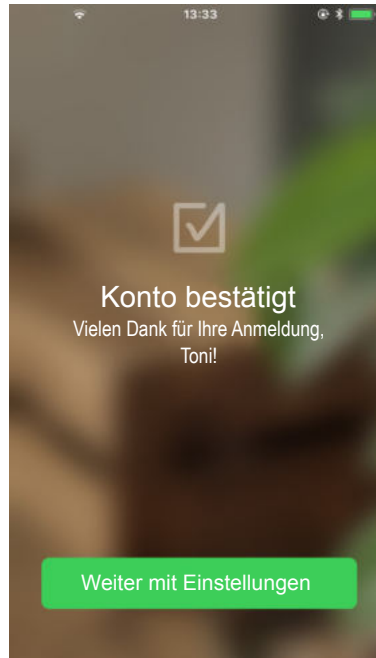 13:33
Konto bestätigt
Vielen Dank für Ihre Anmeldung,
Toni!
Weiter mit Einstellungen